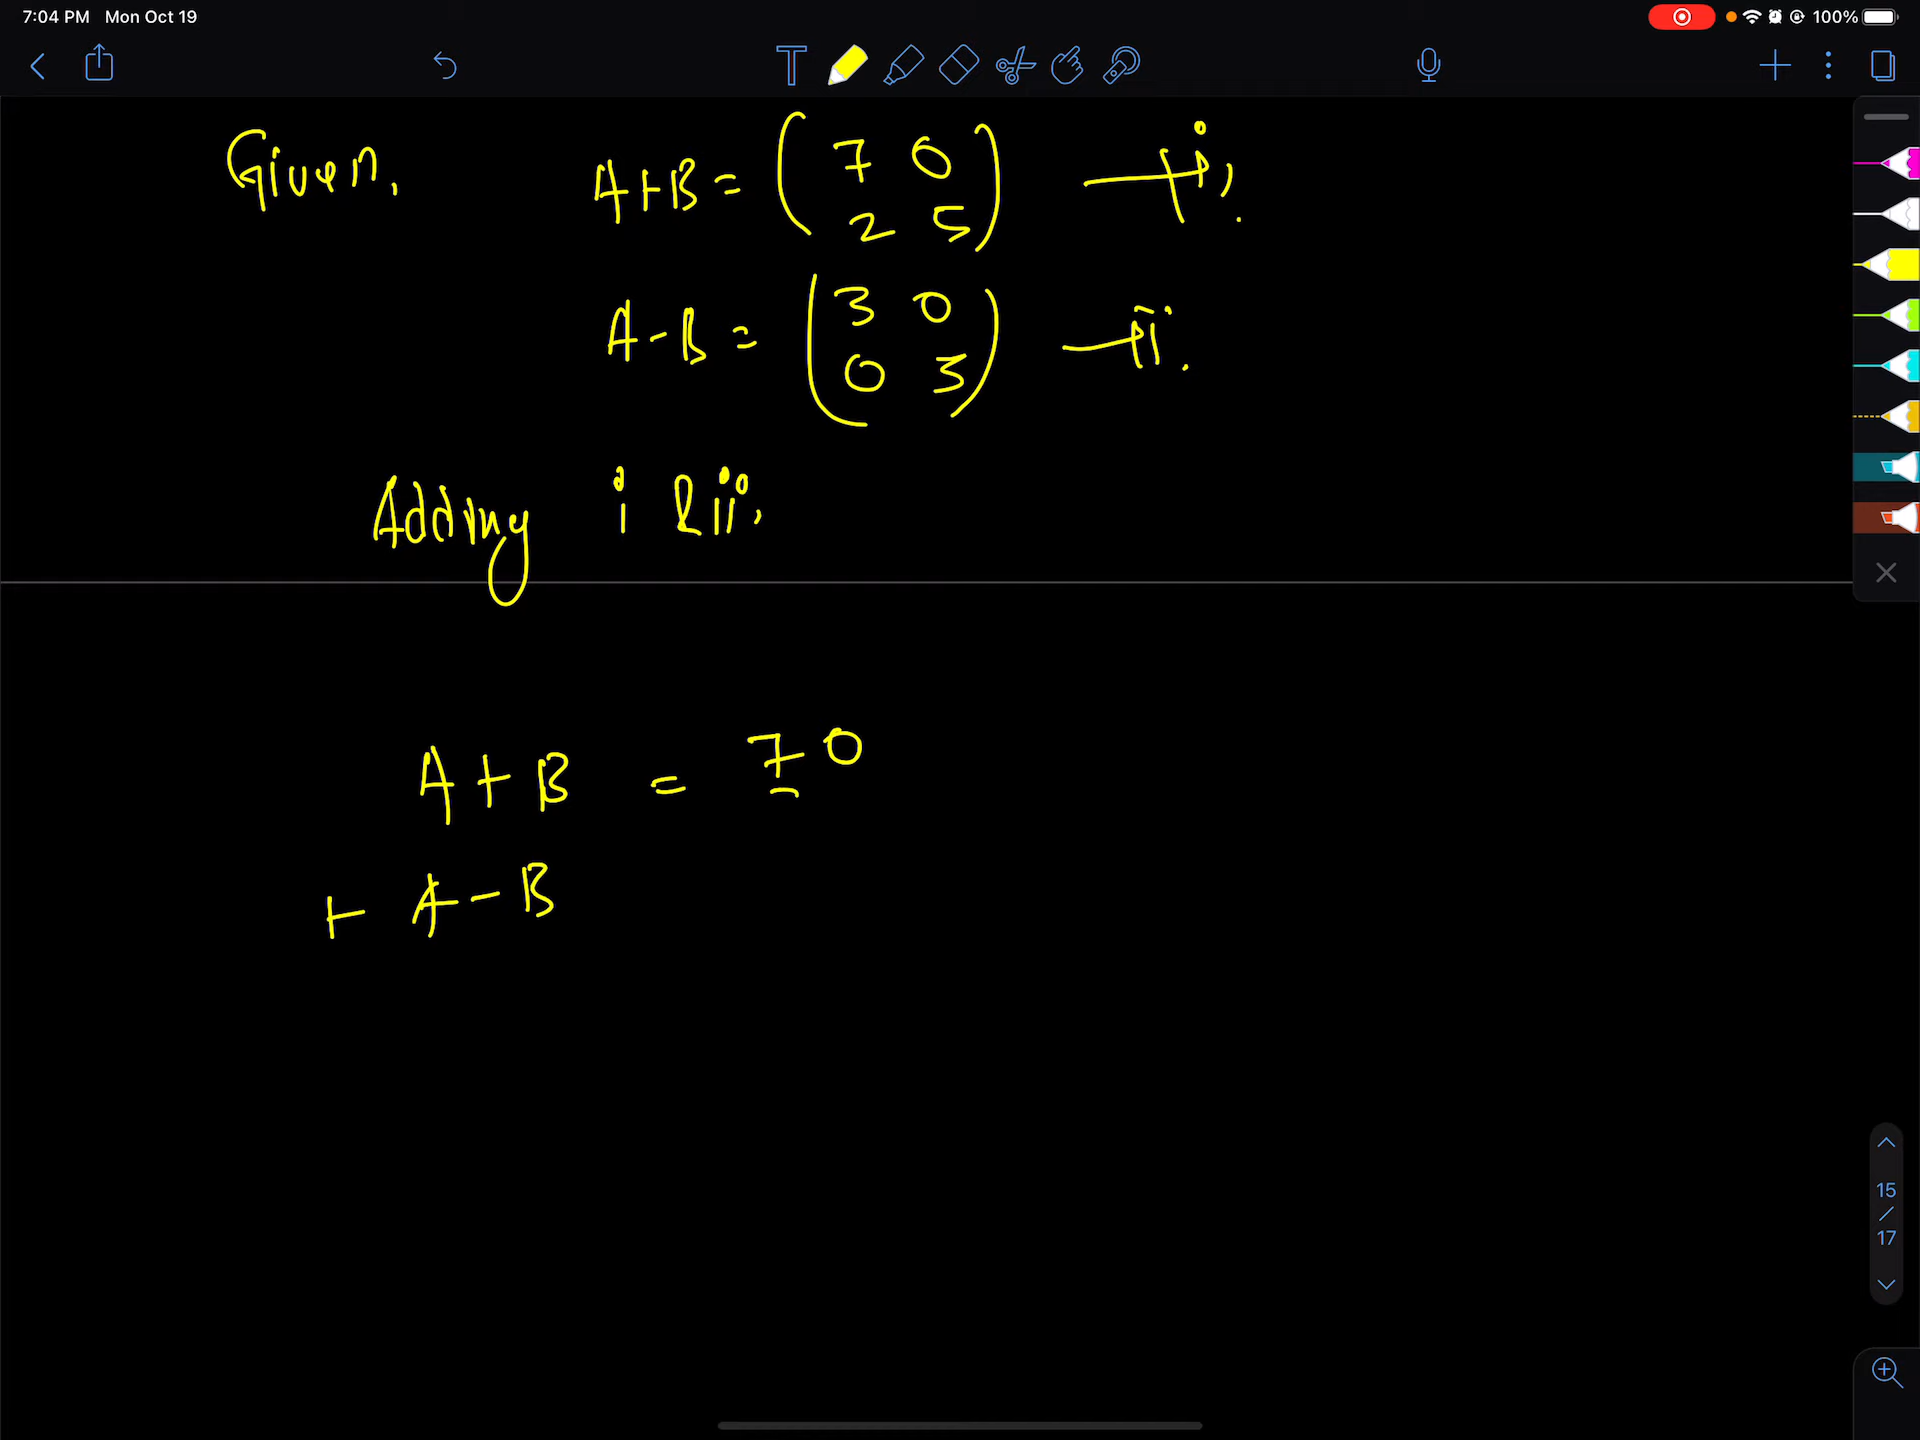 7:04 PM Mon Oct 19
100%
Given, A+B = (7 0
2 5) → i,
A-B = (3 0
0 3) → ii.
Adding i & ii,
A + B = 7 0
+ A - B
15
/
17